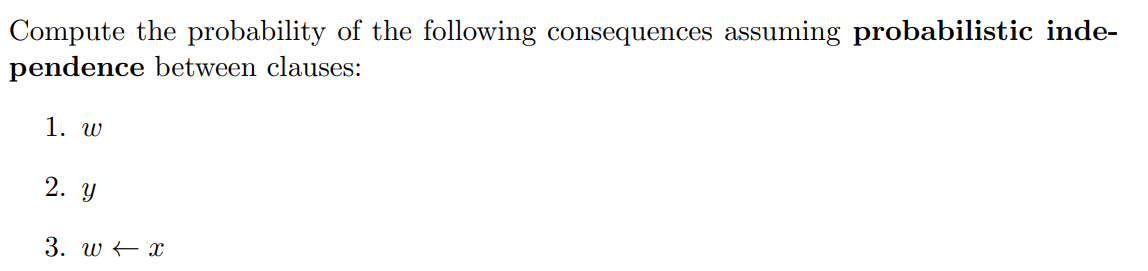 Compute the probability of the following consequences assuming probabilistic inde-
pendence between clauses:
1. w
2. y
3. w ← x